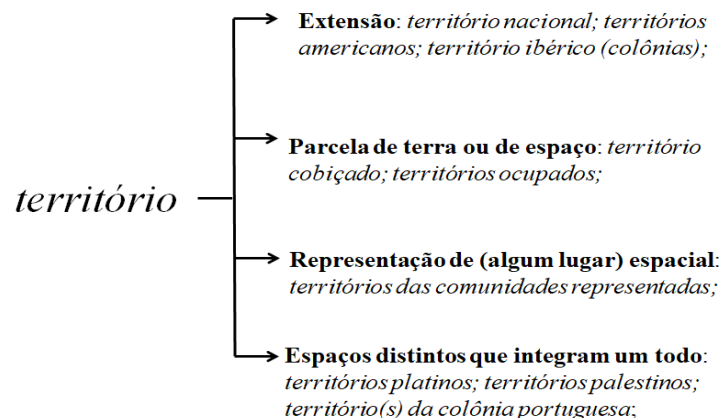 Extensão: território nacional; territórios
americanos; território ibérico (colônias);
Parcela de terra ou de espaço: território
cobiçado; territórios ocupados;
território
Representação de (algum lugar) espacial:
territórios das comunidades representadas;
Espaços distintos que integram um todo:
territórios platinos; territórios palestinos;
território(s) da colônia portuguesa;